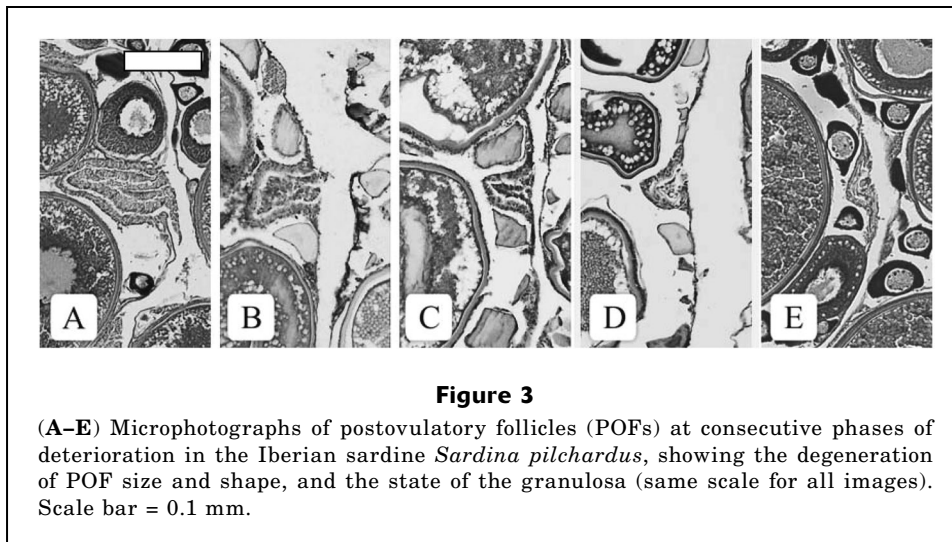 A B C D E
Figure 3
(A–E) Microphotographs of postovulatory follicles (POFs) at consecutive phases of
deterioration in the Iberian sardine Sardina pilchardus, showing the degeneration
of POF size and shape, and the state of the granulosa (same scale for all images).
Scale bar = 0.1 mm.